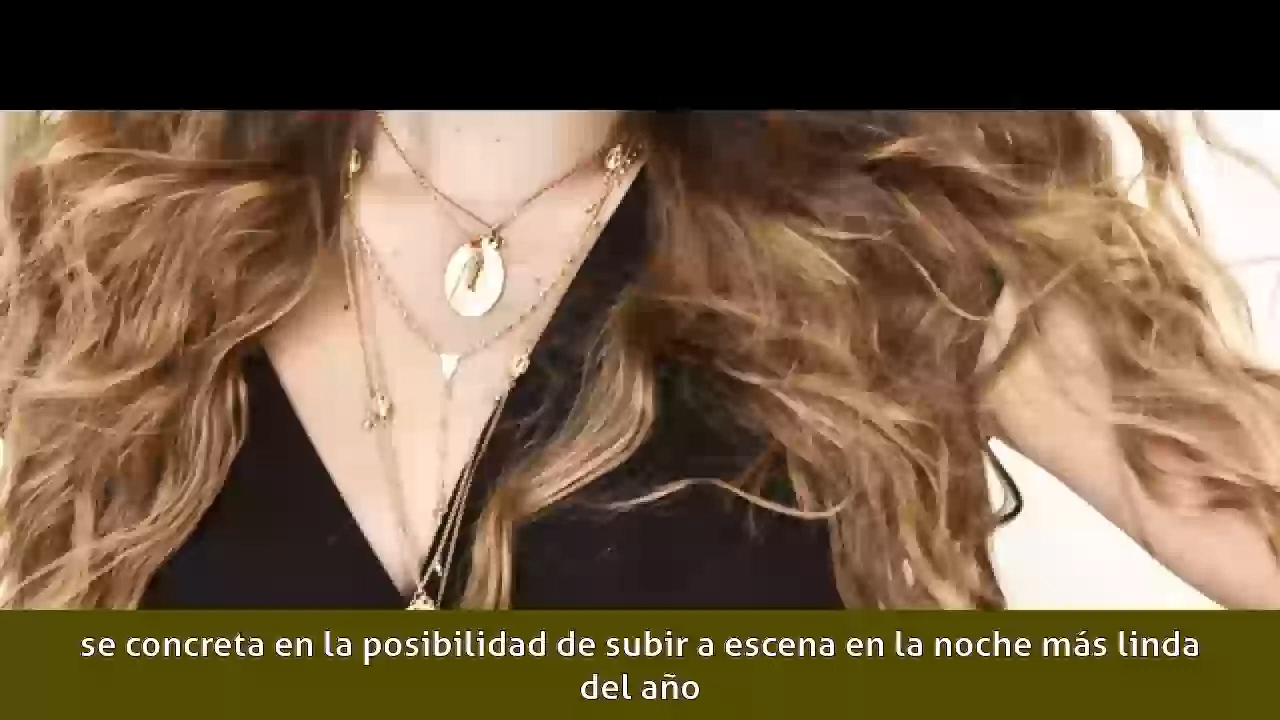 se concreta en la posibilidad de subir a escena en la noche más linda
del año